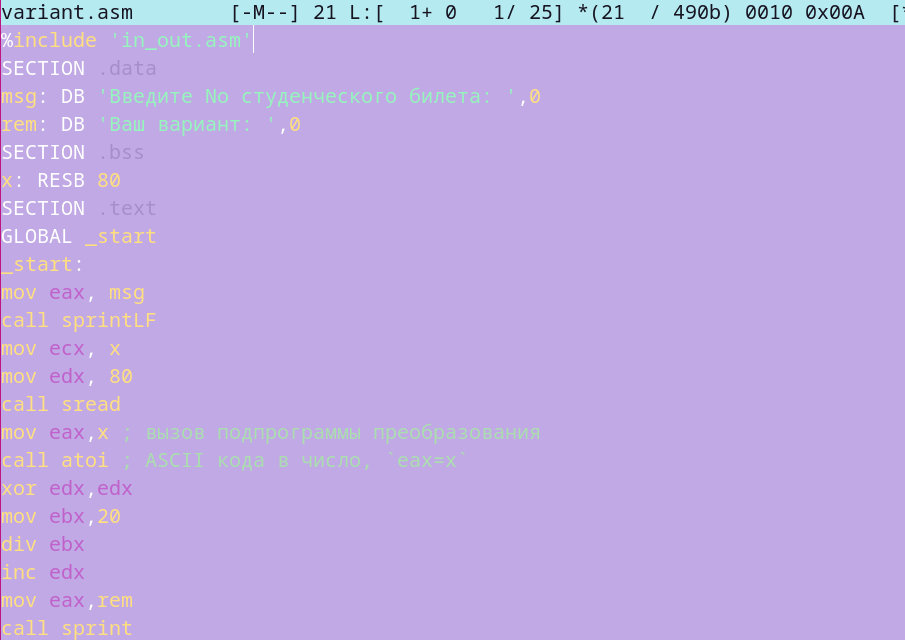 variant.asm [-M--] 21 L:[ 1+ 0 1/ 25] *(21 / 490b) 0010 0x00A [*
%include 'in_out.asm'
SECTION .data
msg: DB 'Введите No студенческого билета: ',0
rem: DB 'Ваш вариант: ',0
SECTION .bss
x: RESB 80
SECTION .text
GLOBAL _start
_start:
mov eax, msg
call sprintLF
mov ecx, x
mov edx, 80
call sread
mov eax,x ; вызов подпрограммы преобразования
call atoi ; ASCII кода в число, `eax=x`
xor edx,edx
mov ebx,20
div ebx
inc edx
mov eax,rem
call sprint